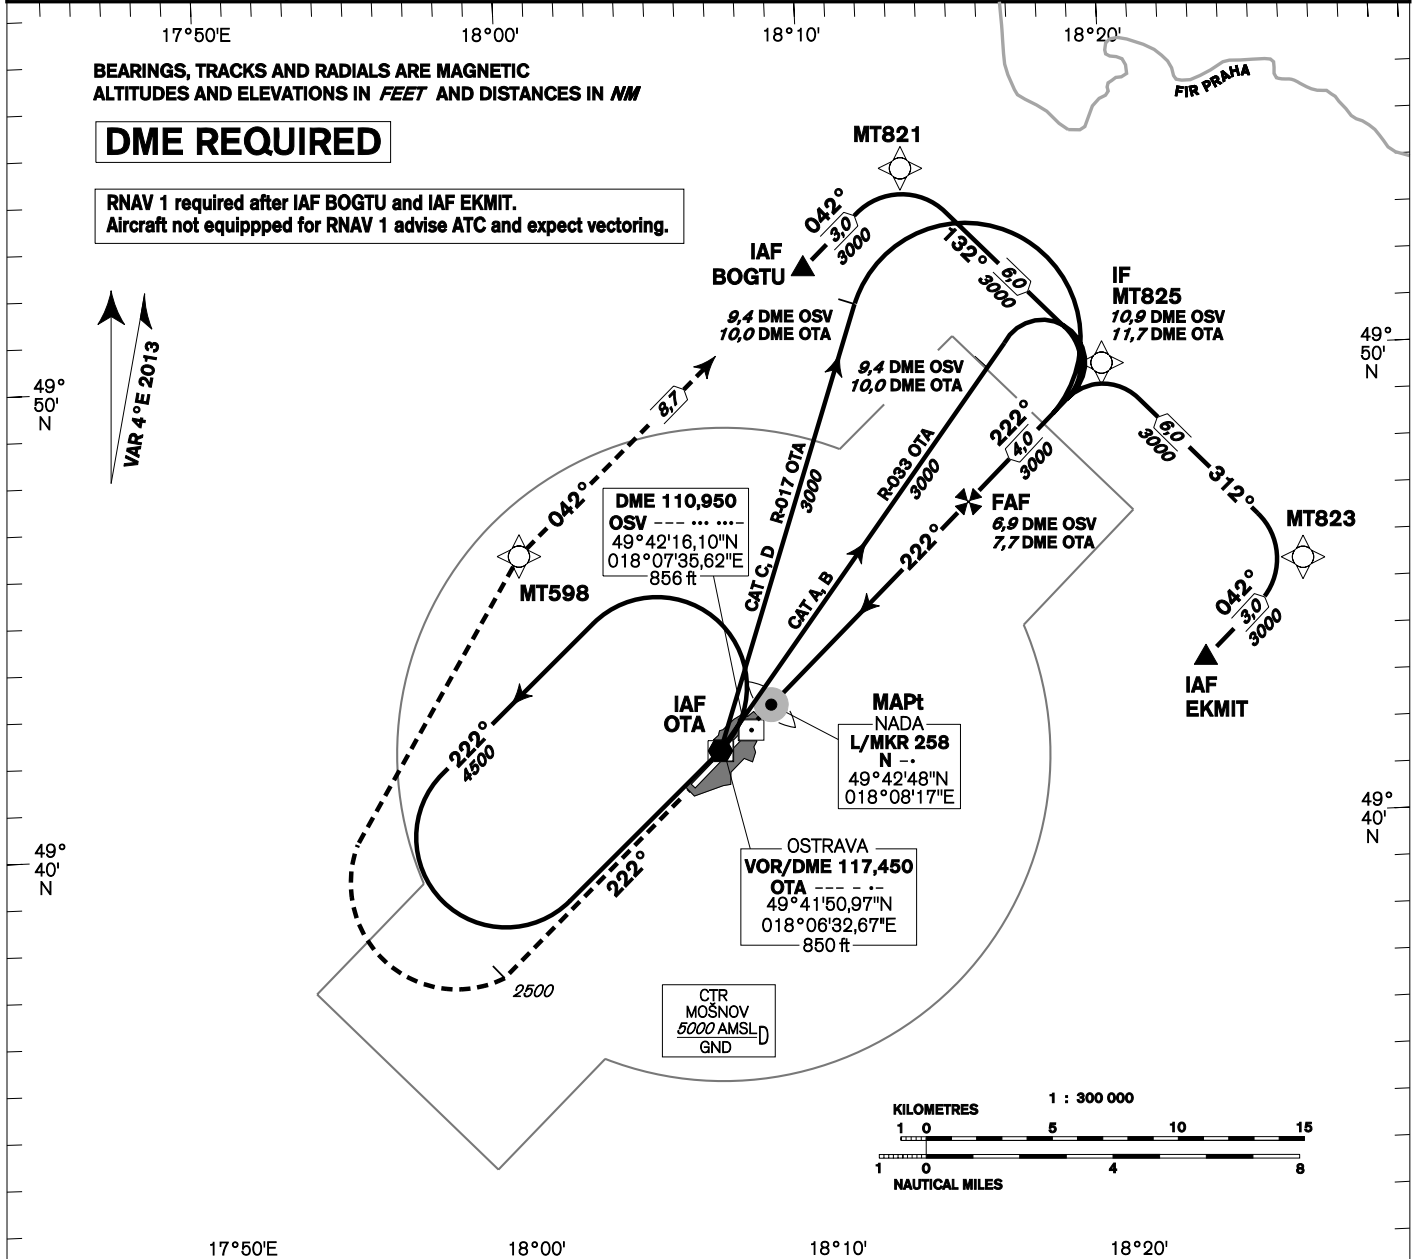 17°50'E
18°00'
18°10'
18°20'
BEARINGS, TRACKS AND RADIALS ARE MAGNETIC
ALTITUDES AND ELEVATIONS IN FEET AND DISTANCES IN NM
DME REQUIRED
RNAV 1 required after IAF BOGTU and IAF EKMIT.
Aircraft not equippped for RNAV 1 advise ATC and expect vectoring.
FIR PRAHA
MT821
042°
3,0
3000
IAF
BOGTU
132°
6,0
3000
IF
MT825
10,9 DME OSV
11,7 DME OTA
9,4 DME OSV
10,0 DME OTA
9,4 DME OSV
10,0 DME OTA
VAR 4°E 2013
49°
50'
N
49°
50'
N
8,7
042°
MT598
222°
4,0
3000
6,0
3000
312°
MT823
R-017 OTA
3000
CAT C, D
R-033 OTA
3000
CAT A, B
FAF
6,9 DME OSV
7,7 DME OTA
222°
DME 110,950
OSV --- ··· ···-
49°42'16,10"N
018°07'35,62"E
856 ft
042°
3,0
3000
IAF
EKMIT
IAF
OTA
222°
4500
MAPt
NADA
L/MKR 258
N -·
49°42'48"N
018°08'17"E
OSTRAVA
VOR/DME 117,450
OTA --- - ·-
49°41'50,97"N
018°06'32,67"E
850 ft
222°
2500
49°
40'
N
49°
40'
N
CTR
MOŠNOV
5000 AMSL
GND
D
1 : 300 000
KILOMETRES
1 0 5 10 15
1 0 4 8
NAUTICAL MILES
17°50'E
18°00'
18°10'
18°20'